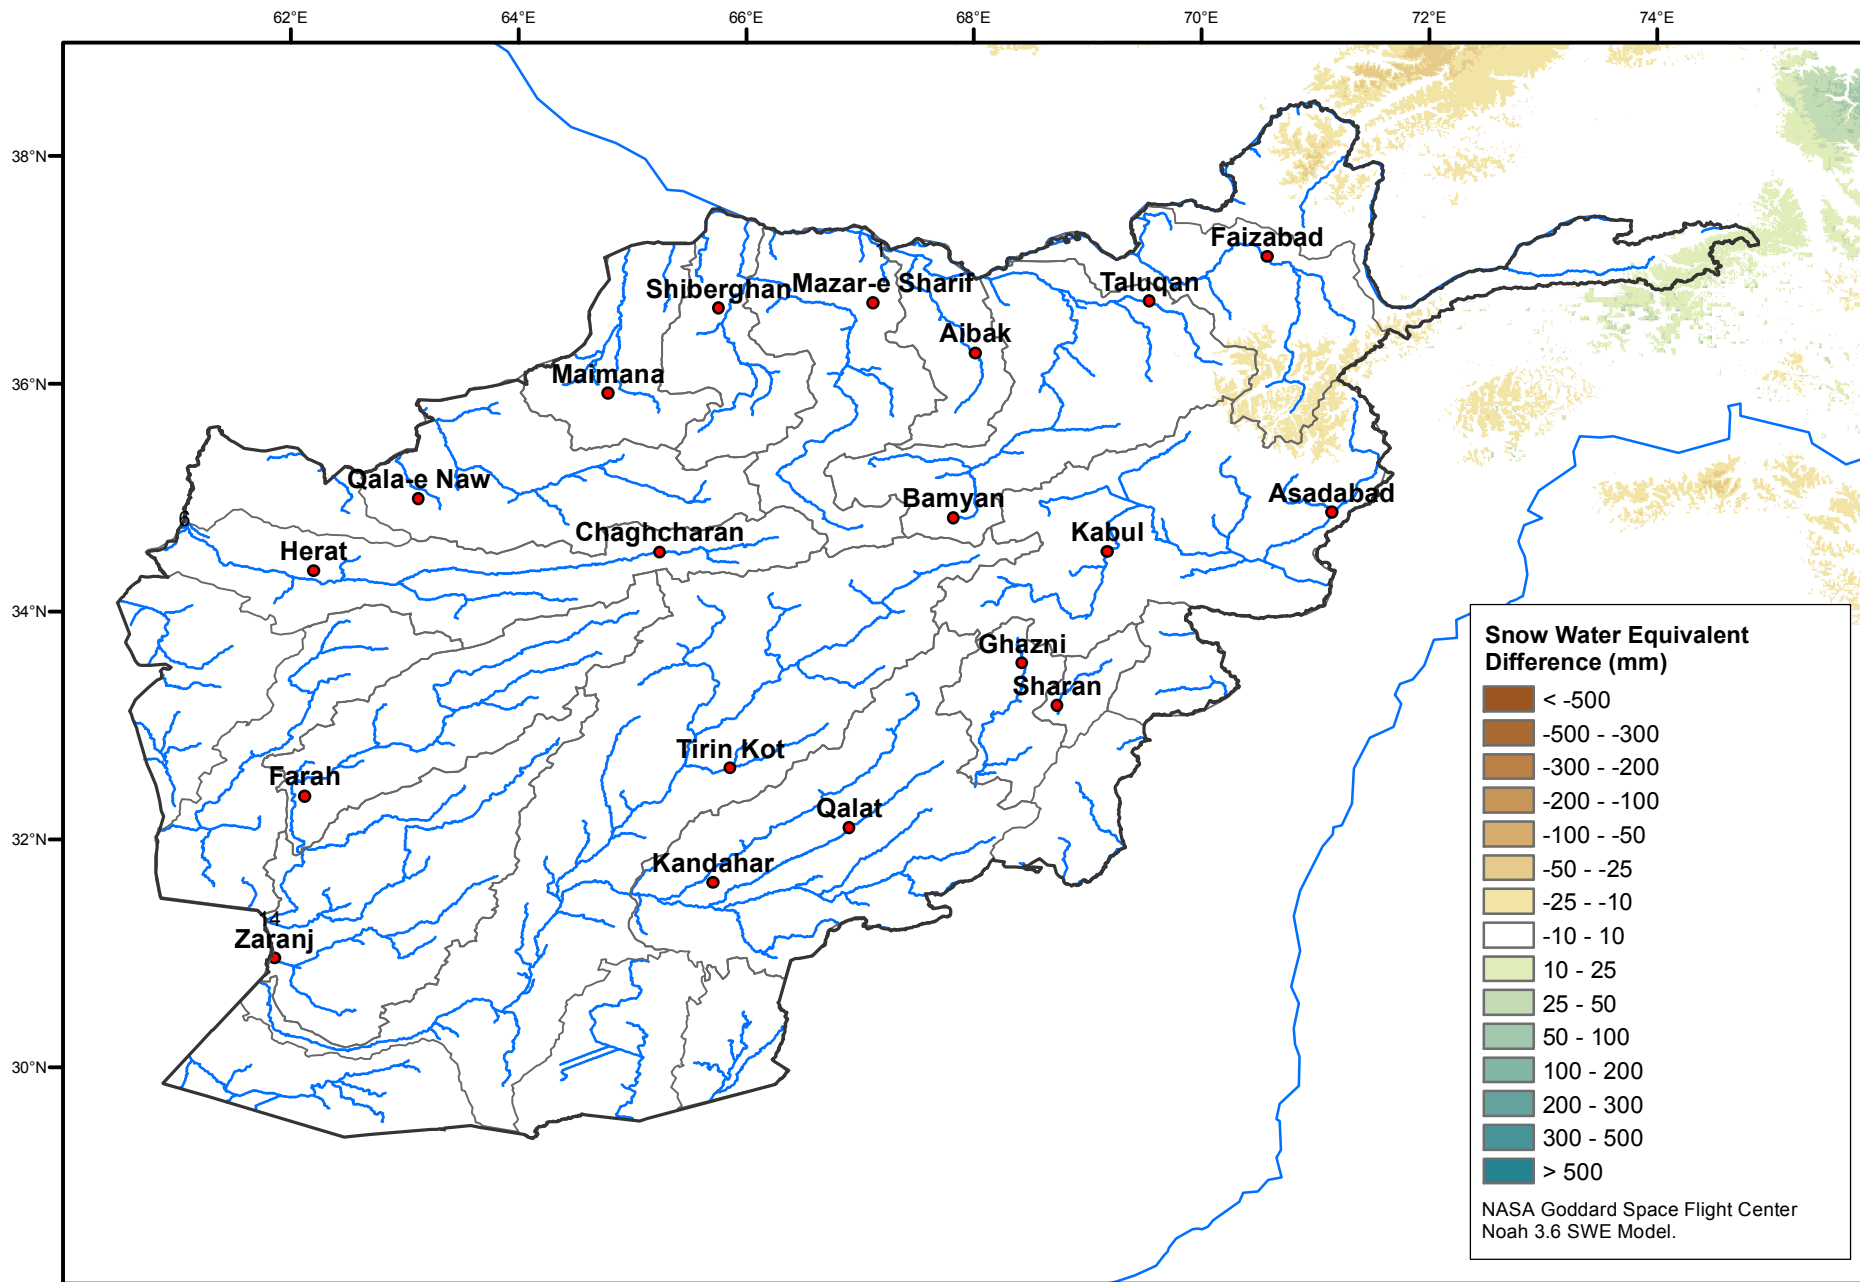 62°E 64°E 66°E 68°E 70°E 72°E 74°E
38°N
36°N
34°N
32°N
30°N
Faizabad
Shiberghan
Mazar-e Sharif
Taluqan
Aibak
Maimana
Qala-e Naw
Bamyan
Asadabad
6
Herat
Chaghcharan
Kabul
Ghazni
Sharan
Tirin Kot
Farah
Qalat
Kandahar
14
Zaranj
Snow Water Equivalent
Difference (mm)
< -500
-500 - -300
-300 - -200
-200 - -100
-100 - -50
-50 - -25
-25 - -10
-10 - 10
10 - 25
25 - 50
50 - 100
100 - 200
200 - 300
300 - 500
> 500
NASA Goddard Space Flight Center
Noah 3.6 SWE Model.